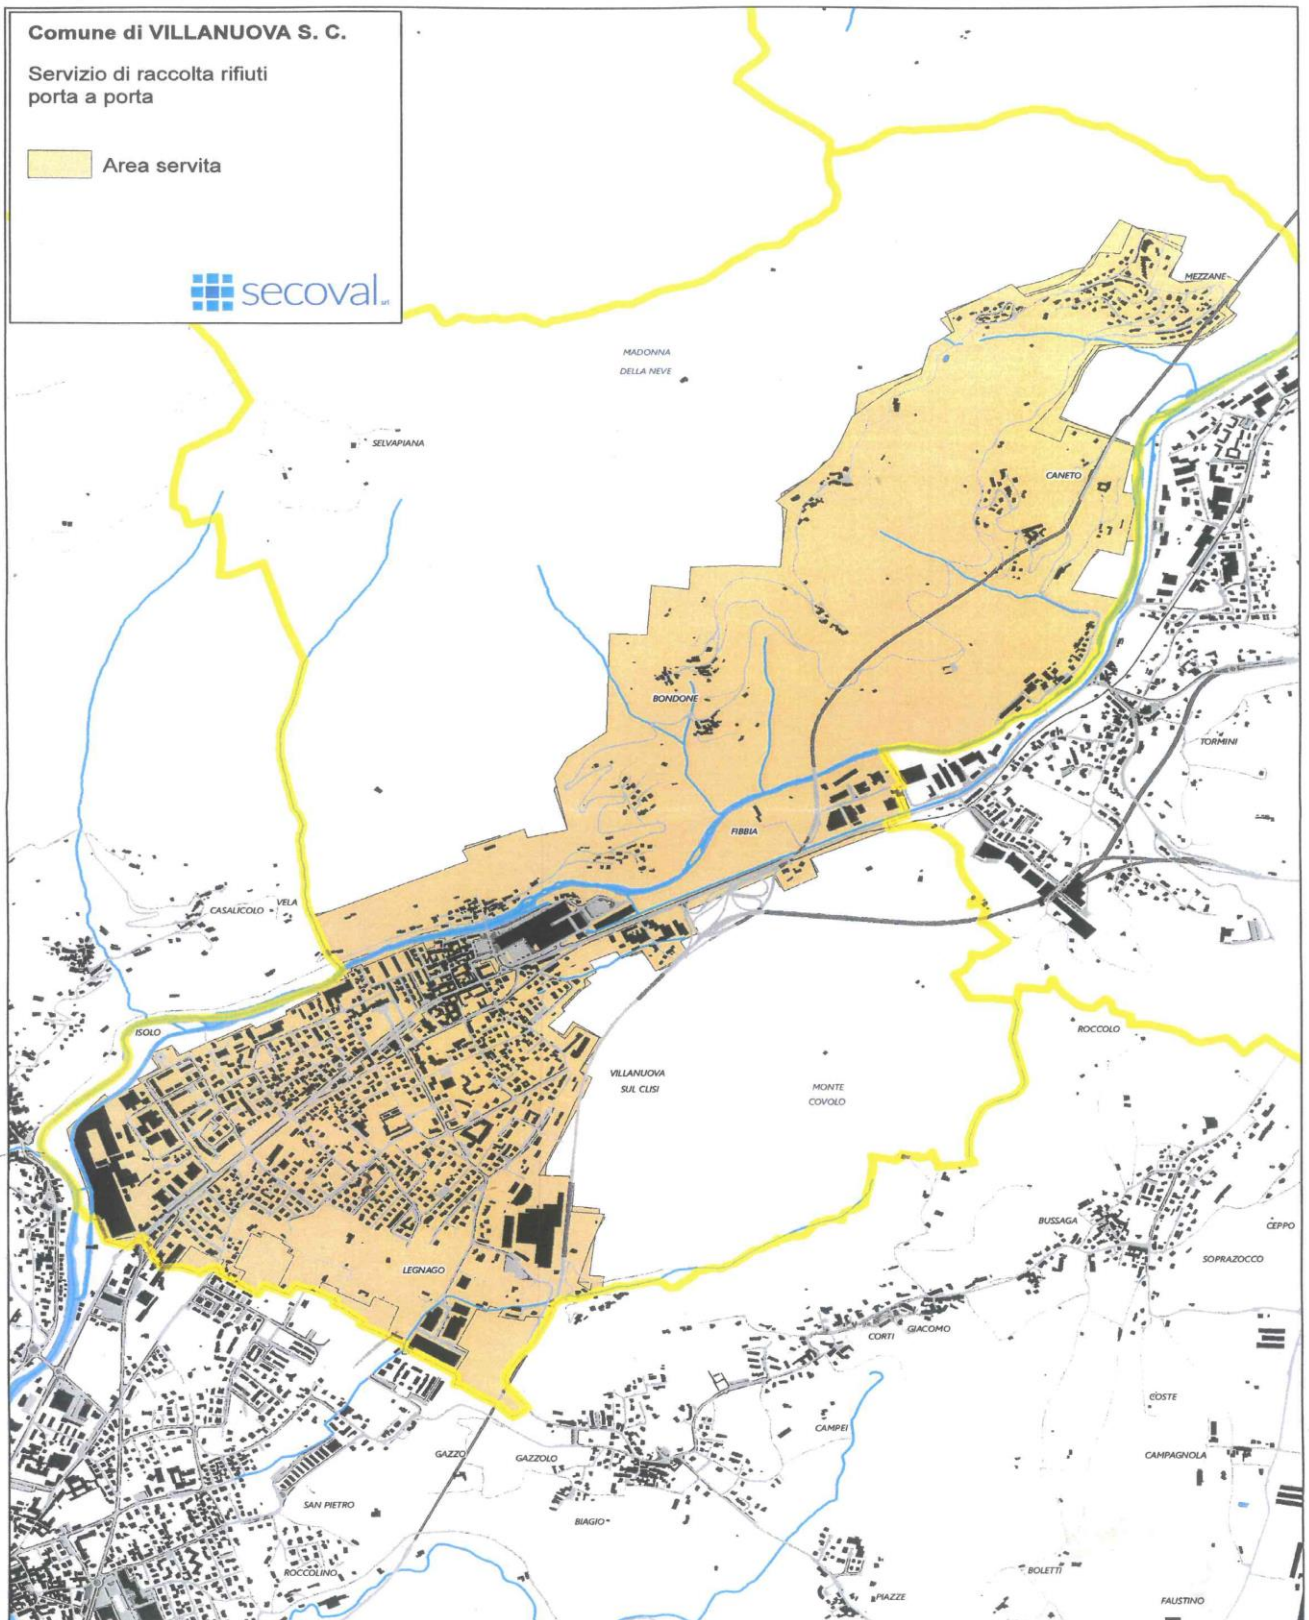 Comune di VILLANUOVA S. C.
Servizio di raccolta rifiuti
porta a porta
Area servita
secoval srl
MEZZANE
MADONNA
DELLA NEVE
SELVAPIANA
CANETO
BONDONE
TORMINI
FIBBIA
CASALICOLO
VELA
ISOLO
ROCCOLO
VILLANUOVA
SUL CLISI
MONTE
COVOLO
BUSSAGA
CEPPO
SOPRAZOCCO
LEGNAGO
GIACOMO
CORTI
COSTE
CAMPEI
GAZZO
GAZZOLO
CAMPAGNOLA
SAN PIETRO
BIAGIO
ROCCOLINO
BOLETTI
PIAZZE
FAUSTINO